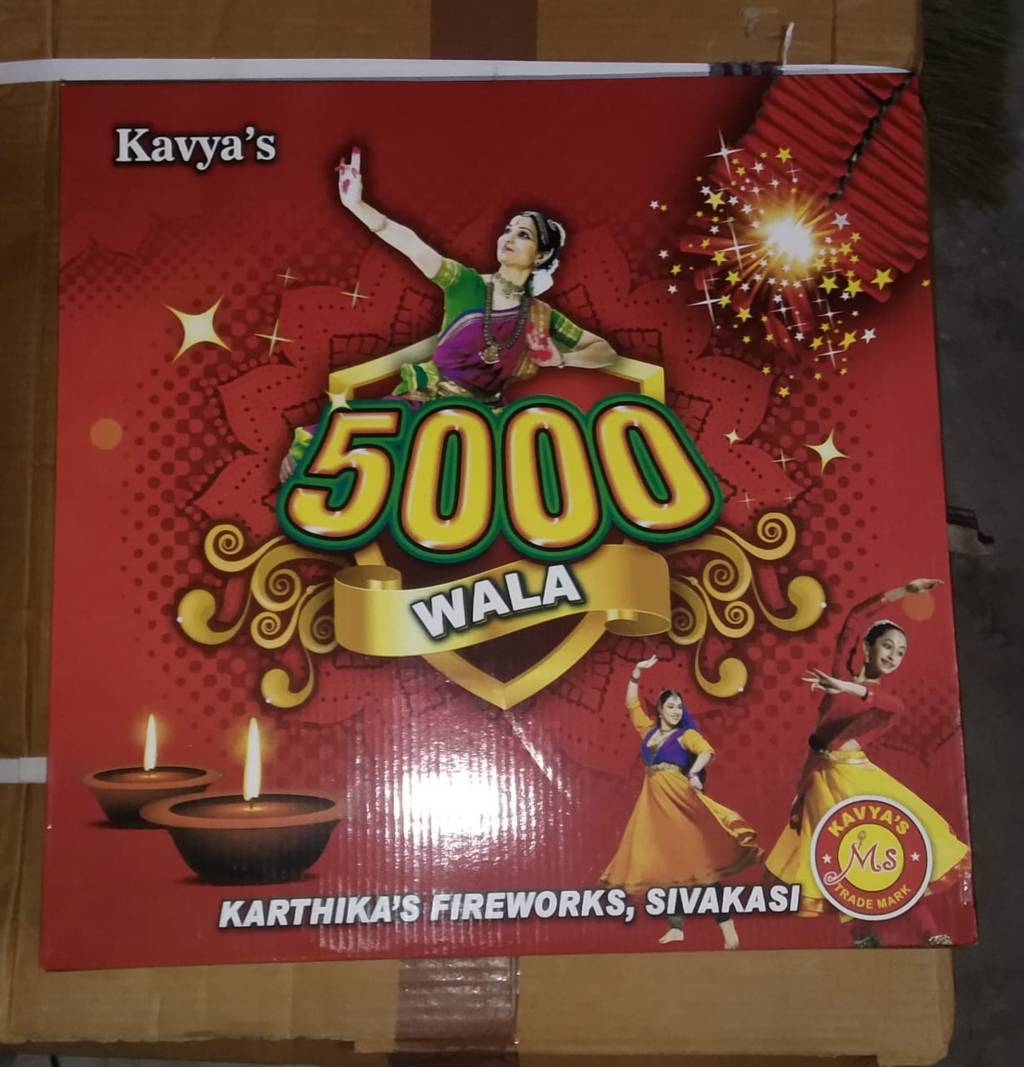 Kavya's
5000
WALA
KARTHIKA'S FIREWORKS, SIVAKASI
KAVYA'S
Ms
TRADE MARK